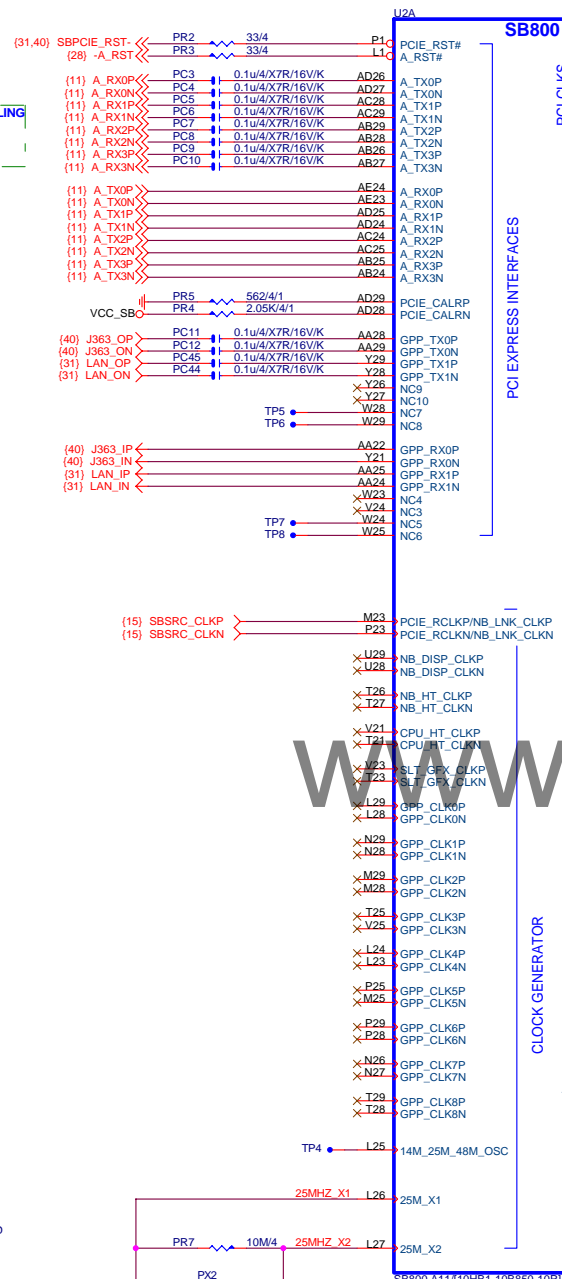 U2A
SB800
{31,40} SBPCIE_RST- PR2 33/4 P1 PCIE_RST#
{28} -A_RST PR3 33/4 L1 A_RST#
{11} A_RX0P PC3 0.1u/4/X7R/16V/K AD26 A_TX0P
{11} A_RX0N PC4 0.1u/4/X7R/16V/K AD27 A_TX0N
{11} A_RX1P PC5 0.1u/4/X7R/16V/K AC28 A_TX1P
{11} A_RX1N PC6 0.1u/4/X7R/16V/K AC29 A_TX1N
{11} A_RX2P PC7 0.1u/4/X7R/16V/K AB29 A_TX2P
{11} A_RX2N PC8 0.1u/4/X7R/16V/K AB28 A_TX2N
{11} A_RX3P PC9 0.1u/4/X7R/16V/K AB26 A_TX3P
{11} A_RX3N PC10 0.1u/4/X7R/16V/K AB27 A_TX3N
{11} A_TX0P AE24 A_RX0P
{11} A_TX0N AE23 A_RX0N
{11} A_TX1P AD25 A_RX1P
{11} A_TX1N AD24 A_RX1N
{11} A_TX2P AC24 A_RX2P
{11} A_TX2N AC25 A_RX2N
{11} A_TX3P AB25 A_RX3P
{11} A_TX3N AB24 A_RX3N
PR5 562/4/1 AD29 PCIE_CALRP
VCC_SB PR4 2.05K/4/1 AD28 PCIE_CALRN
{40} J363_OP PC11 0.1u/4/X7R/16V/K AA28 GPP_TX0P
{40} J363_ON PC12 0.1u/4/X7R/16V/K AA29 GPP_TX0N
{31} LAN_OP PC45 0.1u/4/X7R/16V/K Y29 GPP_TX1P
{31} LAN_ON PC44 0.1u/4/X7R/16V/K Y28 GPP_TX1N
Y26 NC9
Y27 NC10
TP5 W28 NC7
TP6 W29 NC8
{40} J363_IP AA22 GPP_RX0P
{40} J363_IN Y21 GPP_RX0N
{31} LAN_IP AA25 GPP_RX1P
{31} LAN_IN AA24 GPP_RX1N
W23 NC4
V24 NC3
TP7 W24 NC5
TP8 W25 NC6
PCI EXPRESS INTERFACES
PCI CLKS
LING
{15} SBSRC_CLKP M23 PCIE_RCLKP/NB_LNK_CLKP
{15} SBSRC_CLKN P23 PCIE_RCLKN/NB_LNK_CLKN
U29 NB_DISP_CLKP
U28 NB_DISP_CLKN
T26 NB_HT_CLKP
T27 NB_HT_CLKN
V21 CPU_HT_CLKP
T21 CPU_HT_CLKN
V23 SLT_GFX_CLKP
T23 SLT_GFX_CLKN
www
L29 GPP_CLK0P
L28 GPP_CLK0N
N29 GPP_CLK1P
N28 GPP_CLK1N
M29 GPP_CLK2P
M28 GPP_CLK2N
T25 GPP_CLK3P
V25 GPP_CLK3N
L24 GPP_CLK4P
L23 GPP_CLK4N
P25 GPP_CLK5P
M25 GPP_CLK5N
P29 GPP_CLK6P
P28 GPP_CLK6N
N26 GPP_CLK7P
N27 GPP_CLK7N
T29 GPP_CLK8P
T28 GPP_CLK8N
CLOCK GENERATOR
TP4 L25 14M_25M_48M_OSC
25MHZ_X1 L26 25M_X1
PR7 10M/4 25MHZ_X2 L27 25M_X2
PX2